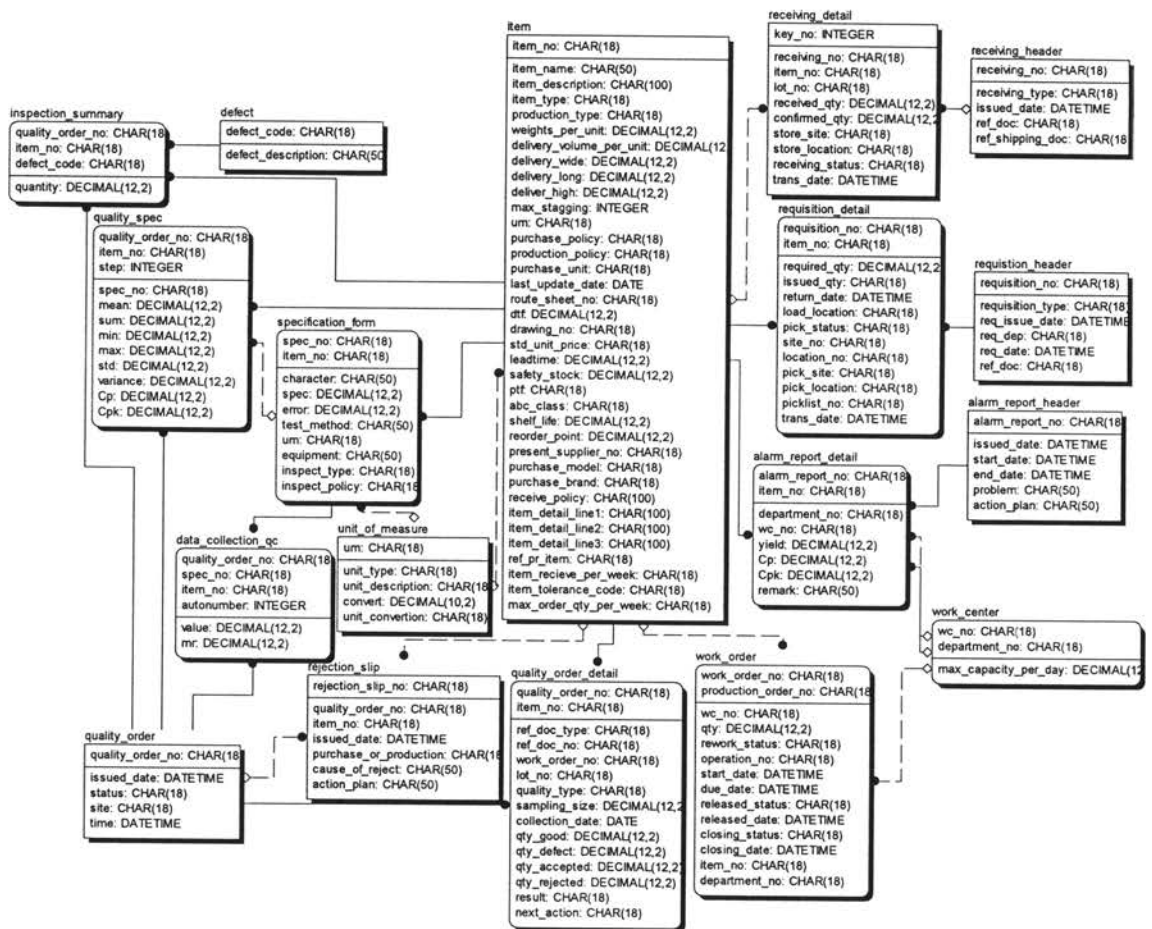 item
item_no: CHAR(18)
item_name: CHAR(50)
item_description: CHAR(100)
item_type: CHAR(18)
production_type: CHAR(18)
weights_per_unit: DECIMAL(12,2)
delivery_volume_per_unit: DECIMAL(12
delivery_wide: DECIMAL(12,2)
delivery_long: DECIMAL(12,2)
deliver_high: DECIMAL(12,2)
max_stagging: INTEGER
um: CHAR(18)
purchase_policy: CHAR(18)
production_policy: CHAR(18)
purchase_unit: CHAR(18)
last_update_date: DATE
route_sheet_no: CHAR(18)
dtf: DECIMAL(12,2)
drawing_no: CHAR(18)
std_unit_price: CHAR(18)
leadtime: DECIMAL(12,2)
safety_stock: DECIMAL(12,2)
ptf: CHAR(18)
abc_class: CHAR(18)
shelf_life: DECIMAL(12,2)
reorder_point: DECIMAL(12,2)
present_supplier_no: CHAR(18)
purchase_model: CHAR(18)
purchase_brand: CHAR(18)
receive_policy: CHAR(100)
item_detail_line1: CHAR(100)
item_detail_line2: CHAR(100)
item_detail_line3: CHAR(100)
ref_pr_item: CHAR(18)
item_recieve_per_week: CHAR(18)
item_tolerance_code: CHAR(18)
max_order_qty_per_week: CHAR(18)
receiving_detail
key_no: INTEGER
receiving_no: CHAR(18)
item_no: CHAR(18)
lot_no: CHAR(18)
received_qty: DECIMAL(12,2)
confirmed_qty: DECIMAL(12,2
store_site: CHAR(18)
store_location: CHAR(18)
receiving_status: CHAR(18)
trans_date: DATETIME
receiving_header
receiving_no: CHAR(18)
receiving_type: CHAR(18)
issued_date: DATETIME
ref_doc: CHAR(18)
ref_shipping_doc: CHAR(18
inspection_summary
quality_order_no: CHAR(18
item_no: CHAR(18)
defect_code: CHAR(18)
quantity: DECIMAL(12,2)
defect
defect_code: CHAR(18)
defect_description: CHAR(50
quality_spec
quality_order_no: CHAR(18
item_no: CHAR(18)
step: INTEGER
spec_no: CHAR(18)
mean: DECIMAL(12,2)
sum: DECIMAL(12,2)
min: DECIMAL(12,2)
max: DECIMAL(12,2)
std: DECIMAL(12,2)
variance: DECIMAL(12,2)
Cp: DECIMAL(12,2)
Cpk: DECIMAL(12,2)
requisition_detail
requisition_no: CHAR(18)
item_no: CHAR(18)
required_qty: DECIMAL(12,2
issued_qty: CHAR(18)
return_date: DATETIME
load_location: CHAR(18)
pick_status: CHAR(18)
site_no: CHAR(18)
location_no: CHAR(18)
pick_site: CHAR(18)
pick_location: CHAR(18)
picklist_no: CHAR(18)
trans_date: DATETIME
requistion_header
requisition_no: CHAR(18)
requisition_type: CHAR(18
req_issue_date: DATETIME
req_dep: CHAR(18)
req_date: DATETIME
ref_doc: CHAR(18)
specification_form
spec_no: CHAR(18)
item_no: CHAR(18)
character: CHAR(50)
spec: DECIMAL(12,2)
error: DECIMAL(12,2)
test_method: CHAR(50)
um: CHAR(18)
equipment: CHAR(50)
inspect_type: CHAR(18)
inspect_policy: CHAR(18
alarm_report_header
alarm_report_no: CHAR(18
issued_date: DATETIME
start_date: DATETIME
end_date: DATETIME
problem: CHAR(50)
action_plan: CHAR(50)
alarm_report_detail
alarm_report_no: CHAR(18
item_no: CHAR(18)
department_no: CHAR(18)
wc_no: CHAR(18)
yield: DECIMAL(12,2)
Cp: DECIMAL(12,2)
Cpk: DECIMAL(12,2)
remark: CHAR(50)
data_collection_qc
quality_order_no: CHAR(18
spec_no: CHAR(18)
item_no: CHAR(18)
autonumber: INTEGER
value: DECIMAL(12,2)
mr: DECIMAL(12,2)
unit_of_measure
um: CHAR(18)
unit_type: CHAR(18)
unit_description: CHAR(18
convert: DECIMAL(10,2)
unit_convertion: CHAR(18)
work_center
wc_no: CHAR(18)
department_no: CHAR(18)
max_capacity_per_day: DECIMAL(12
rejection_slip
rejection_slip_no: CHAR(18)
quality_order_no: CHAR(18)
item_no: CHAR(18)
issued_date: DATETIME
purchase_or_production: CHAR(18
cause_of_reject: CHAR(50)
action_plan: CHAR(50)
quality_order_detail
quality_order_no: CHAR(18)
item_no: CHAR(18)
ref_doc_type: CHAR(18)
ref_doc_no: CHAR(18)
work_order_no: CHAR(18)
lot_no: CHAR(18)
quality_type: CHAR(18)
sampling_size: DECIMAL(12,2
collection_date: DATE
qty_good: DECIMAL(12,2)
qty_defect: DECIMAL(12,2)
qty_accepted: DECIMAL(12,2)
qty_rejected: DECIMAL(12,2)
result: CHAR(18)
next_action: CHAR(18)
work_order
work_order_no: CHAR(18)
production_order_no: CHAR(18
wc_no: CHAR(18)
qty: DECIMAL(12,2)
rework_status: CHAR(18)
operation_no: CHAR(18)
start_date: DATETIME
due_date: DATETIME
released_status: CHAR(18)
released_date: DATETIME
closing_status: CHAR(18)
closing_date: DATETIME
item_no: CHAR(18)
department_no: CHAR(18)
quality_order
quality_order_no: CHAR(18
issued_date: DATETIME
status: CHAR(18)
site: CHAR(18)
time: DATETIME